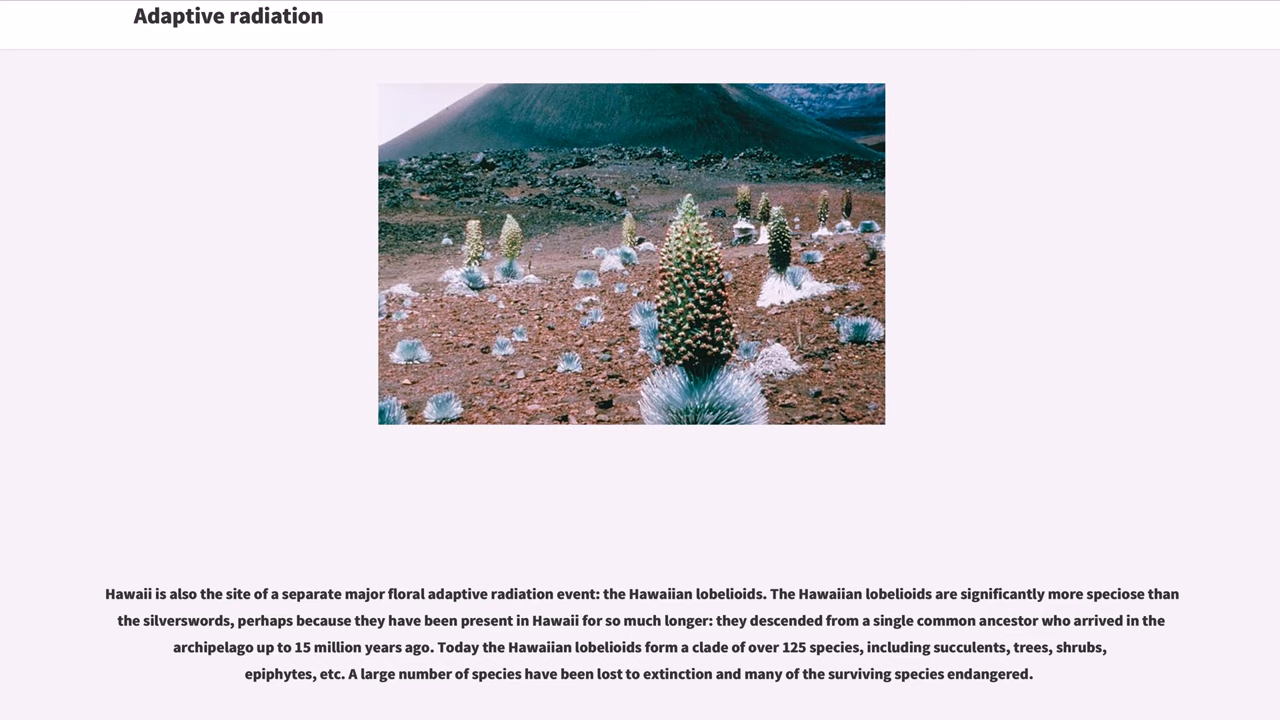 Adaptive radiation
Hawaii is also the site of a separate major floral adaptive radiation event: the Hawaiian lobelioids. The Hawaiian lobelioids are significantly more speciose than
the silverswords, perhaps because they have been present in Hawaii for so much longer: they descended from a single common ancestor who arrived in the
archipelago up to 15 million years ago. Today the Hawaiian lobelioids form a clade of over 125 species, including succulents, trees, shrubs,
epiphytes, etc. A large number of species have been lost to extinction and many of the surviving species endangered.